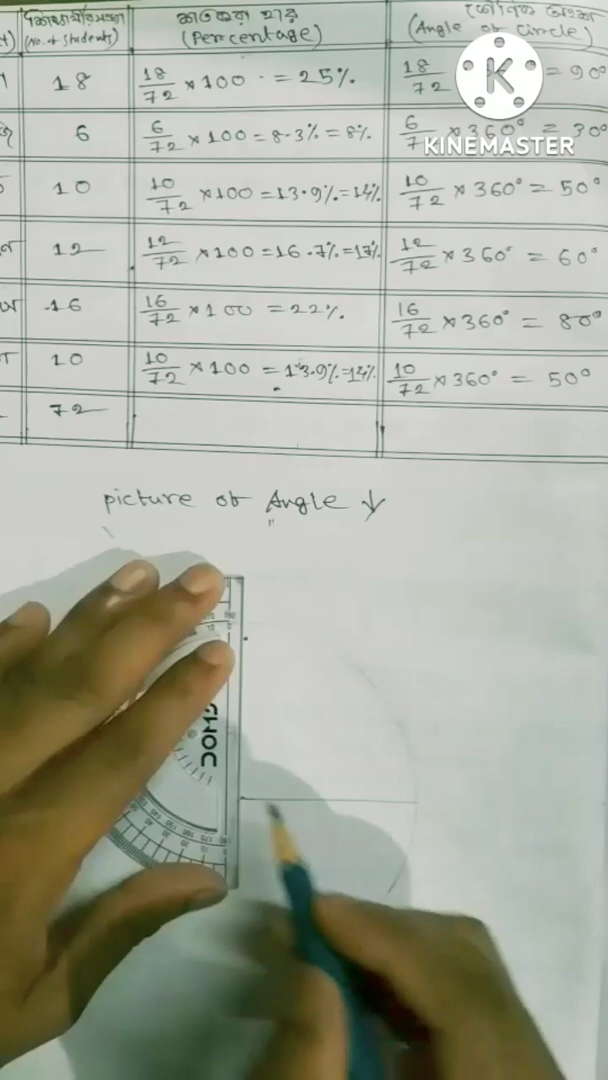 (No. of students)
(Percentage)
(Angle of Circle)
18 18/72 × 100 = 25% 18/72 = 90°
6 6/72 × 100 = 8.3% = 8% 6/7 × 360° = 30°
KINEMASTER
10 10/72 × 100 = 13.9% = 14% 10/72 × 360° = 50°
12 12/72 × 100 = 16.7% = 17% 12/72 × 360° = 60°
16 16/72 × 100 = 22% 16/72 × 360° = 80°
10 10/72 × 100 = 13.9% = 14% 10/72 × 360° = 50°
72
picture of Angle ↓
DOMS